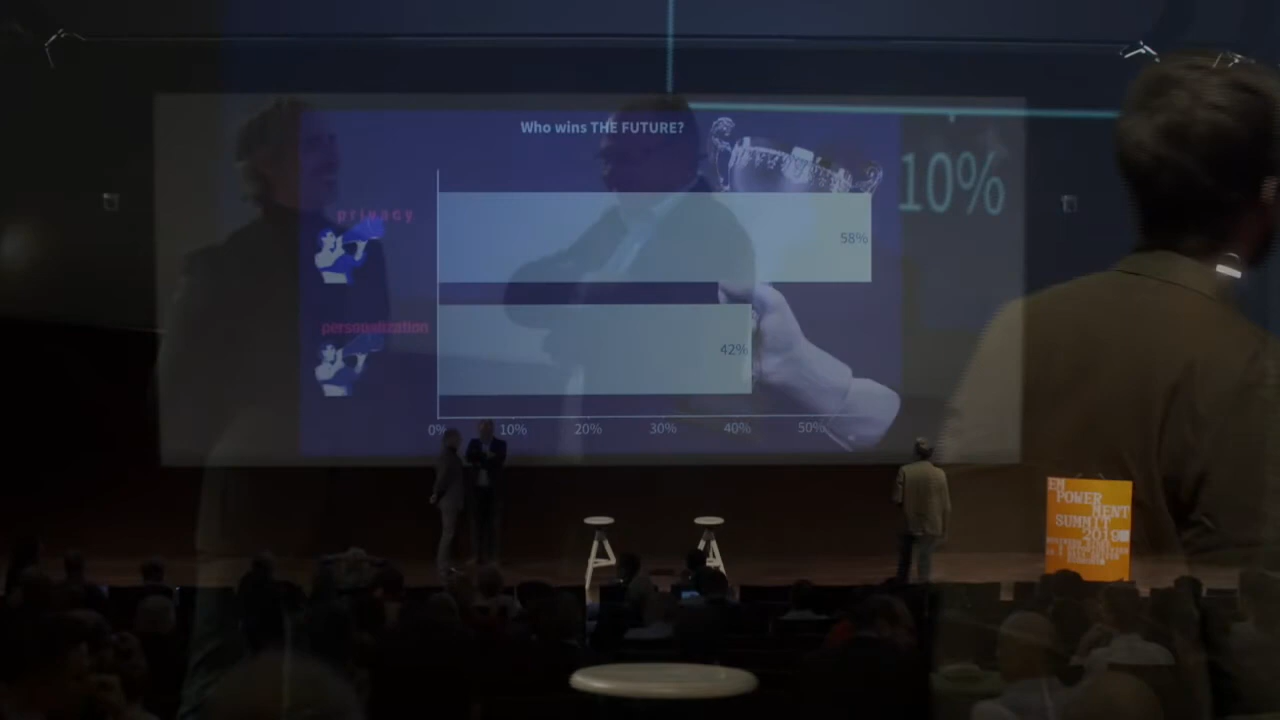 Who wins THE FUTURE?
10%
privacy
58%
personalization
42%
0% 10% 20% 30% 40% 50%
EM
POWER
MENT
SUMMIT
2019